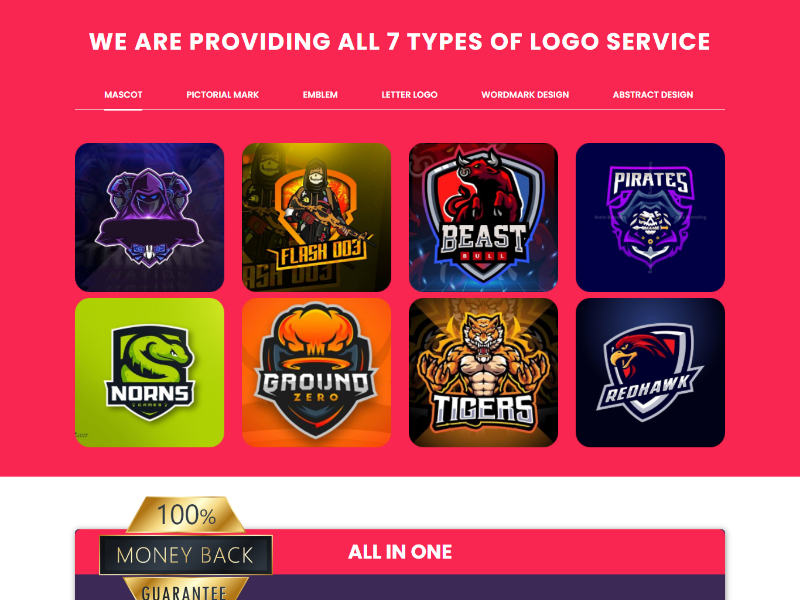 WE ARE PROVIDING ALL 7 TYPES OF LOGO SERVICE
MASCOT PICTORIAL MARK EMBLEM LETTER LOGO WORDMARK DESIGN ABSTRACT DESIGN
FLASH 003
BEAST
BULL
PIRATES
NORNS
GAMES
GROUND
ZERO
TIGERS
REDHAWK
100%
MONEY BACK
GUARANTEE
ALL IN ONE